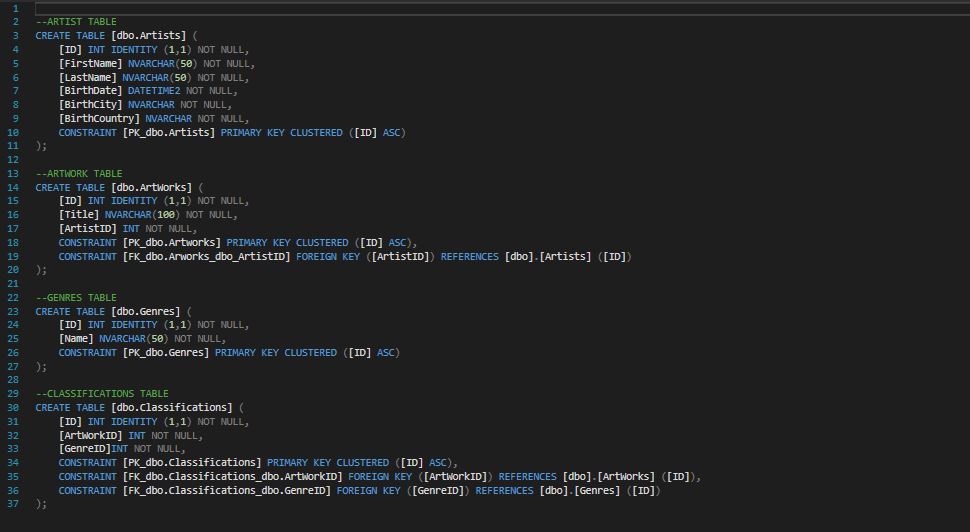 1
2 --ARTIST TABLE
3 CREATE TABLE [dbo.Artists] (
4     [ID] INT IDENTITY (1,1) NOT NULL,
5     [FirstName] NVARCHAR(50) NOT NULL,
6     [LastName] NVARCHAR(50) NOT NULL,
7     [BirthDate] DATETIME2 NOT NULL,
8     [BirthCity] NVARCHAR NOT NULL,
9     [BirthCountry] NVARCHAR NOT NULL,
10     CONSTRAINT [PK_dbo.Artists] PRIMARY KEY CLUSTERED ([ID] ASC)
11 );
12
13 --ARTWORK TABLE
14 CREATE TABLE [dbo.ArtWorks] (
15     [ID] INT IDENTITY (1,1) NOT NULL,
16     [Title] NVARCHAR(100) NOT NULL,
17     [ArtistID] INT NOT NULL,
18     CONSTRAINT [PK_dbo.Artworks] PRIMARY KEY CLUSTERED ([ID] ASC),
19     CONSTRAINT [FK_dbo.Arworks_dbo_ArtistID] FOREIGN KEY ([ArtistID]) REFERENCES [dbo].[Artists] ([ID])
20 );
21
22 --GENRES TABLE
23 CREATE TABLE [dbo.Genres] (
24     [ID] INT IDENTITY (1,1) NOT NULL,
25     [Name] NVARCHAR(50) NOT NULL,
26     CONSTRAINT [PK_dbo.Genres] PRIMARY KEY CLUSTERED ([ID] ASC)
27 );
28
29 --CLASSIFICATIONS TABLE
30 CREATE TABLE [dbo.Classifications] (
31     [ID] INT IDENTITY (1,1) NOT NULL,
32     [ArtWorkID] INT NOT NULL,
33     [GenreID]INT NOT NULL,
34     CONSTRAINT [PK_dbo.Classifications] PRIMARY KEY CLUSTERED ([ID] ASC),
35     CONSTRAINT [FK_dbo.Classifications_dbo.ArtWorkID] FOREIGN KEY ([ArtWorkID]) REFERENCES [dbo].[ArtWorks] ([ID]),
36     CONSTRAINT [FK_dbo.Classifications_dbo.GenreID] FOREIGN KEY ([GenreID]) REFERENCES [dbo].[Genres] ([ID])
37 );